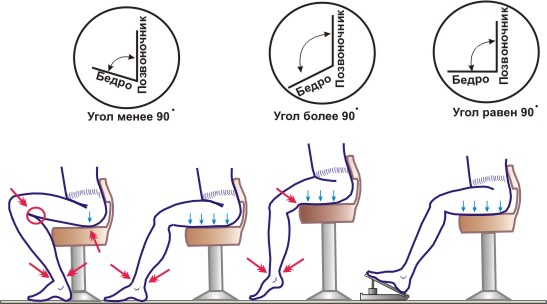 Бедро
Позвоночник
Угол менее 90°
Бедро
Позвоночник
Угол более 90°
Бедро
Позвоночник
Угол равен 90°